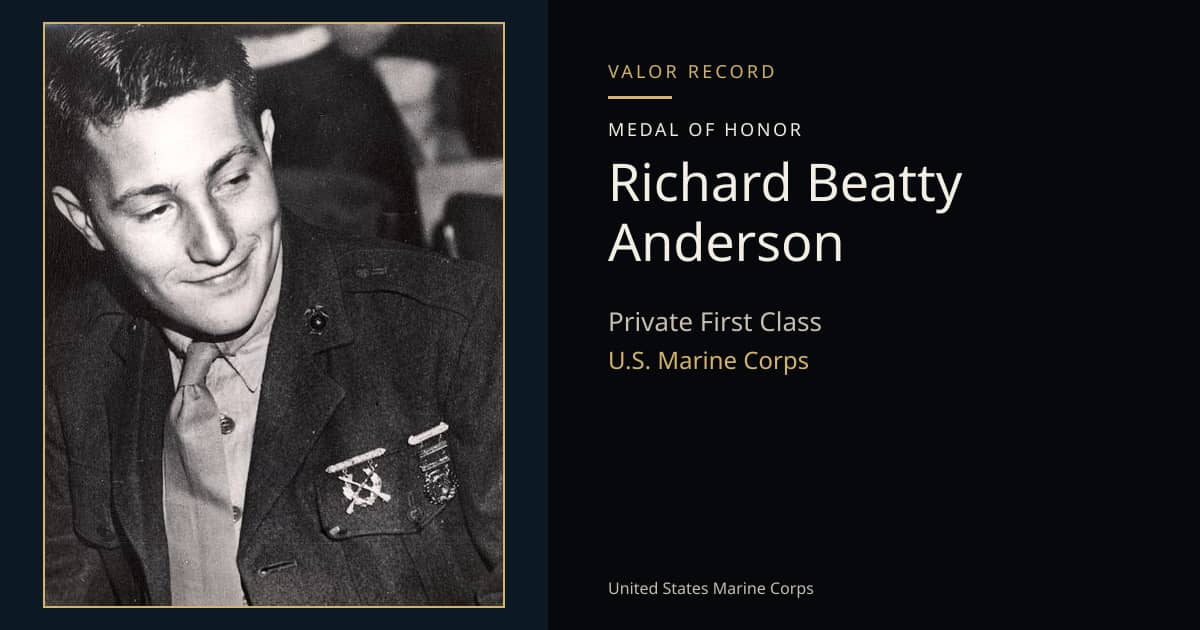 VALOR RECORD
MEDAL OF HONOR
Richard Beatty
Anderson
Private First Class
U.S. Marine Corps
United States Marine Corps